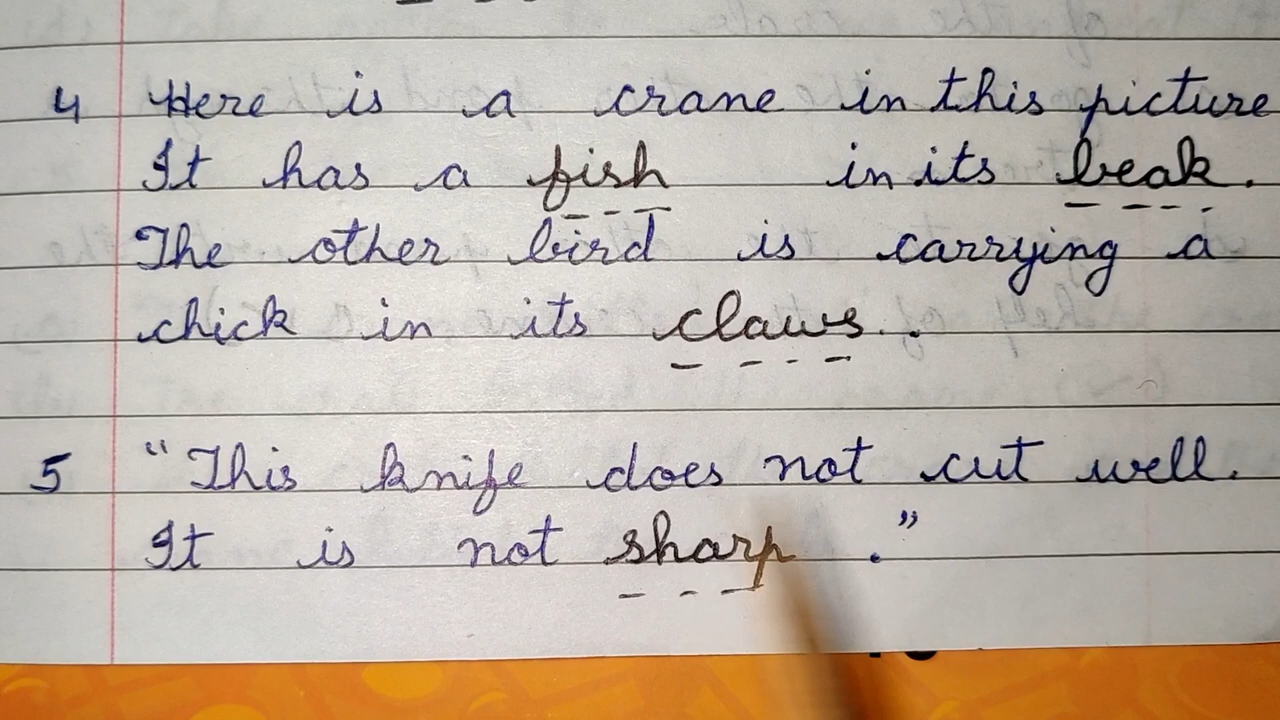 4 Here is a crane in this picture
It has a fish in its beak.
The other bird is carrying a
chick in its claws.
5 "This knife does not cut well.
It is not sharp."